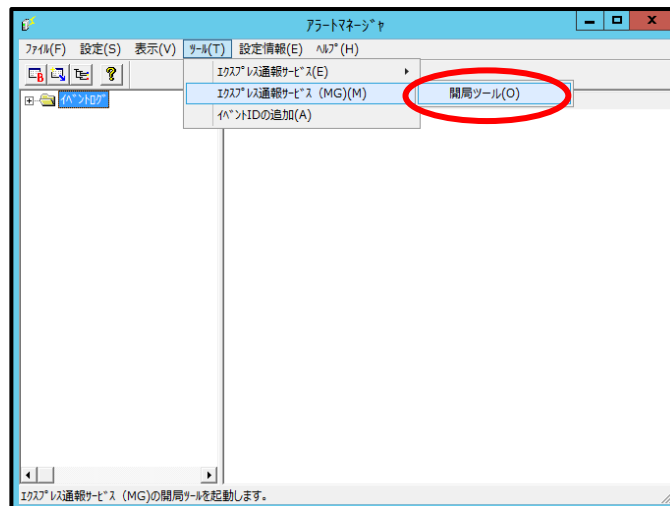 ｱﾗｰﾄﾏﾈｰｼﾞｬ
ﾌｧｲﾙ(F) 設定(S) 表示(V) ﾂｰﾙ(T) 設定情報(E) ﾍﾙﾌﾟ(H)
ｴｸｽﾌﾟﾚｽ通報ｻｰﾋﾞｽ(E)
ｴｸｽﾌﾟﾚｽ通報ｻｰﾋﾞｽ (MG)(M) 開局ツール(O)
ｲﾍﾞﾝﾄIDの追加(A)
ｲﾍﾞﾝﾄﾛｸﾞ
ｴｸｽﾌﾟﾚｽ通報ｻｰﾋﾞｽ (MG)の開局ﾂｰﾙを起動します。